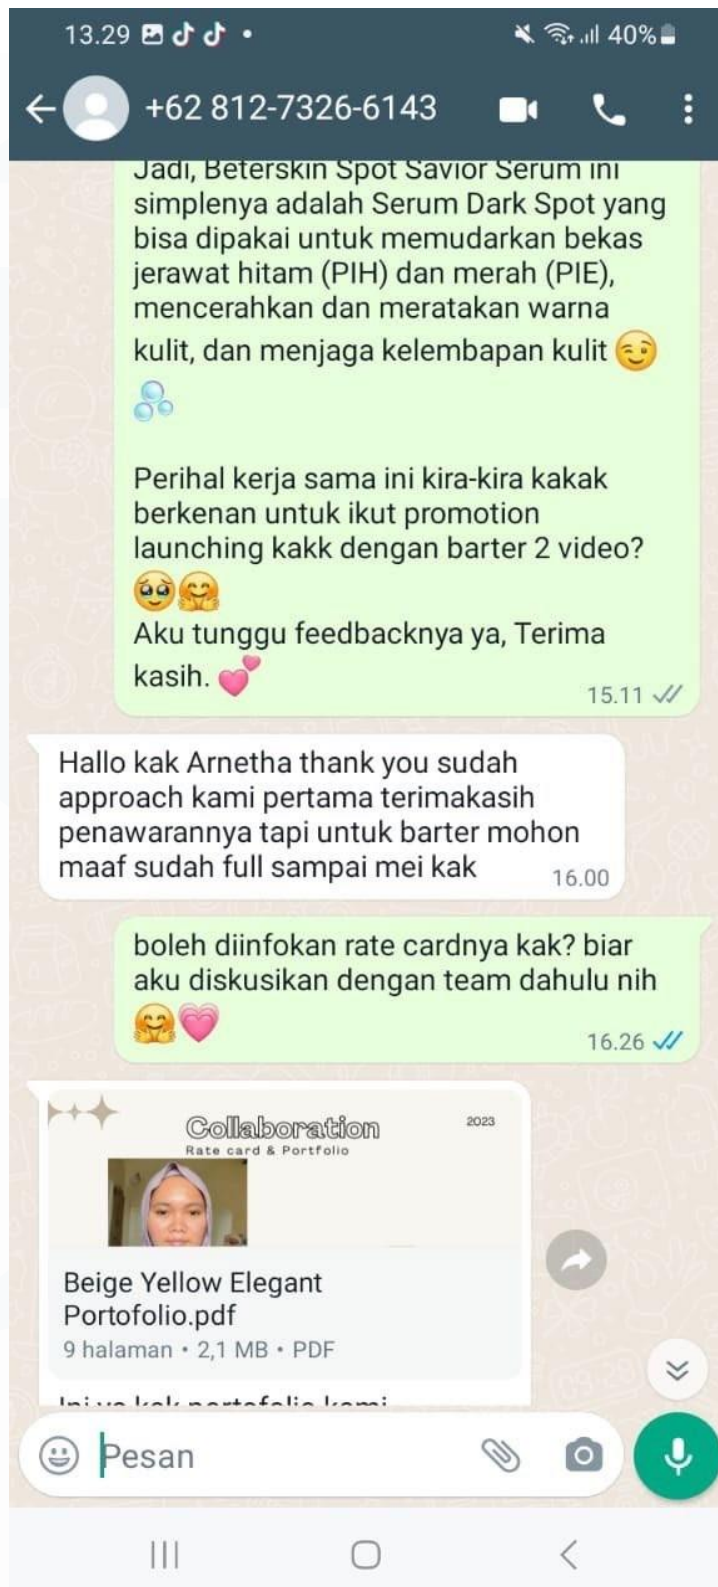 13.29
40%
+62 812-7326-6143
Jadi, Beterskin Spot Savior Serum ini
simplenya adalah Serum Dark Spot yang
bisa dipakai untuk memudarkan bekas
jerawat hitam (PIH) dan merah (PIE),
mencerahkan dan meratakan warna
kulit, dan menjaga kelembapan kulit 😉
🫧
Perihal kerja sama ini kira-kira kakak
berkenan untuk ikut promotion
launching kakk dengan barter 2 video?
🥹🤗
Aku tunggu feedbacknya ya, Terima
kasih. 💕
15.11
Hallo kak Arnetha thank you sudah
approach kami pertama terimakasih
penawarannya tapi untuk barter mohon
maaf sudah full sampai mei kak
16.00
boleh diinfokan rate cardnya kak? biar
aku diskusikan dengan team dahulu nih
🤗💗
16.26
Collaboration
2023
Rate card & Portfolio
Beige Yellow Elegant
Portofolio.pdf
9 halaman • 2,1 MB • PDF
Ini ya kak portofolio kami
Pesan